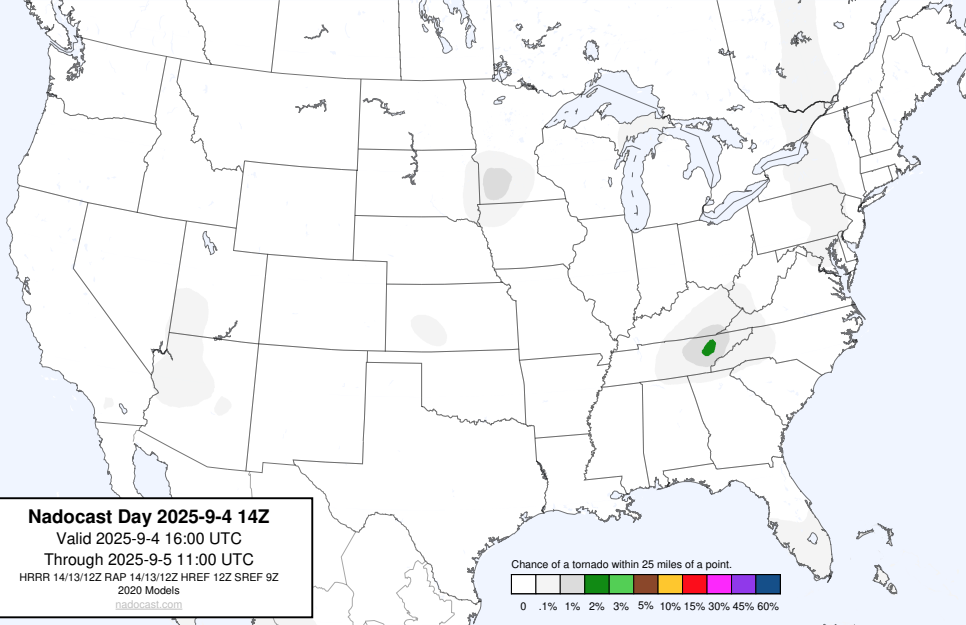 Nadocast Day 2025-9-4 14Z
Valid 2025-9-4 16:00 UTC
Through 2025-9-5 11:00 UTC
HRRR 14/13/12Z RAP 14/13/12Z HREF 12Z SREF 9Z
2020 Models
nadocast.com
Chance of a tornado within 25 miles of a point.
0 .1% 1% 2% 3% 5% 10% 15% 30% 45% 60%